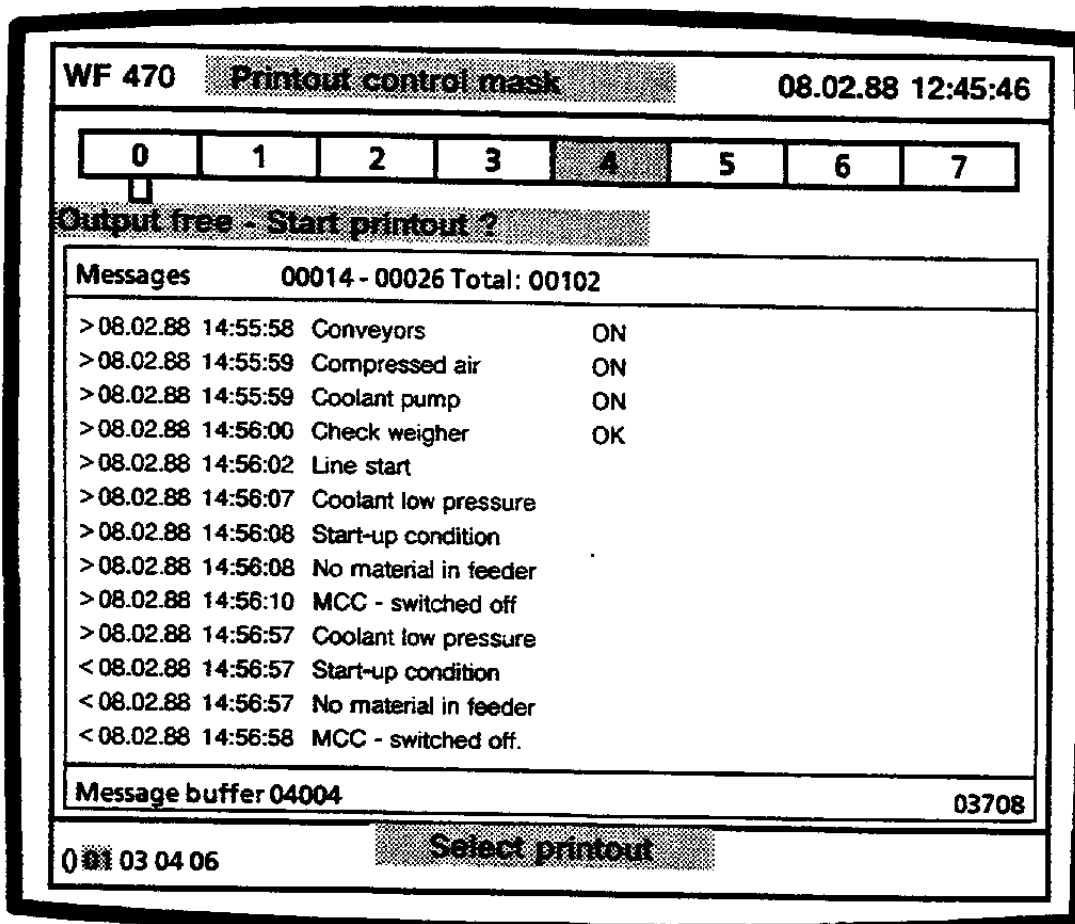 WF 470 Printout control mask 08.02.88 12:45:46
0 1 2 3 4 5 6 7
Output free - Start printout ?
Messages 00014 - 00026 Total: 00102
>08.02.88 14:55:58 Conveyors ON
>08.02.88 14:55:59 Compressed air ON
>08.02.88 14:55:59 Coolant pump ON
>08.02.88 14:56:00 Check weigher OK
>08.02.88 14:56:02 Line start
>08.02.88 14:56:07 Coolant low pressure
>08.02.88 14:56:08 Start-up condition
>08.02.88 14:56:08 No material in feeder
>08.02.88 14:56:10 MCC - switched off
>08.02.88 14:56:57 Coolant low pressure
<08.02.88 14:56:57 Start-up condition
<08.02.88 14:56:57 No material in feeder
<08.02.88 14:56:58 MCC - switched off.
Message buffer 04004 03708
Select printout
() 01 03 04 06